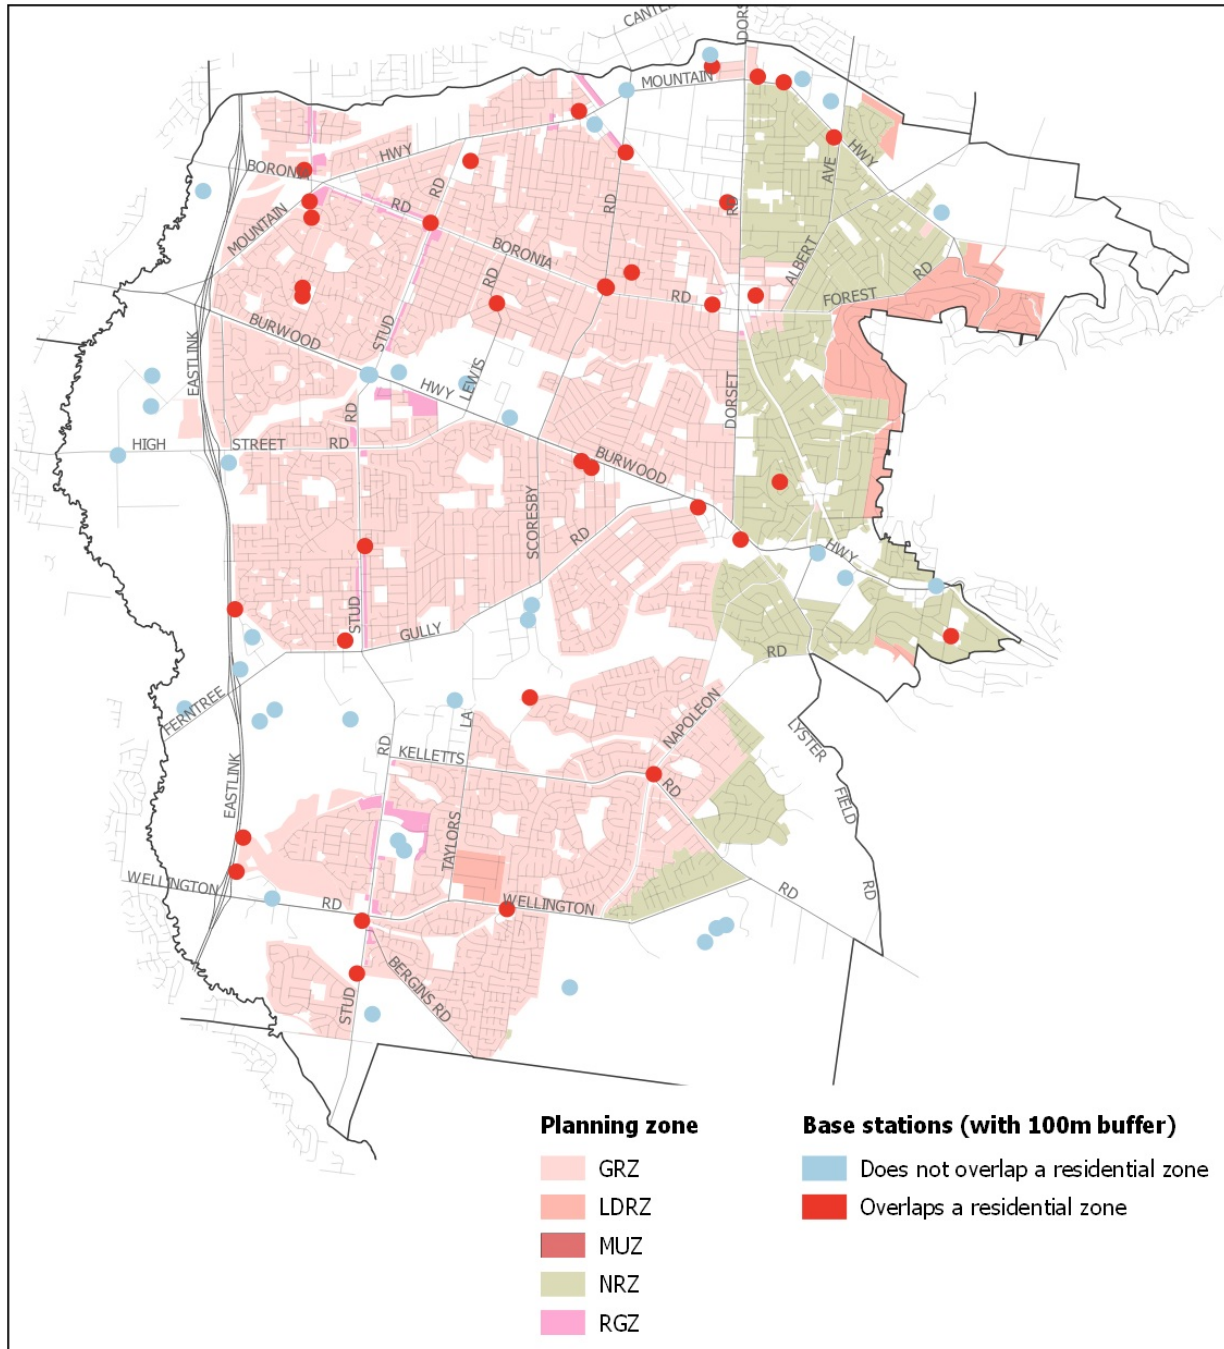 CANTE
DORS
MOUNTAIN
HWY
BORONIA
HWY
AVE
RD
RD
RD
RD
MOUNTAIN
BORONIA
ALBERT
RD
RD
RD
FOREST
BURWOOD
STUD
EASTLINK
HWY
LEWIS
DORSET
RD
HIGH
STREET
RD
BURWOOD
SCORESBY
RD
HWY
STUD
GULLY
RD
FERNTREE
LA
NAPOLEON
LYSTER
RD
KELLETTS
EASTLINK
RD
FIELD
TAYLORS
WELLINGTON
RD
WELLINGTON
RD
RD
BERGINS RD
STUD
Planning zone
GRZ
LDRZ
MUZ
NRZ
RGZ
Base stations (with 100m buffer)
Does not overlap a residential zone
Overlaps a residential zone